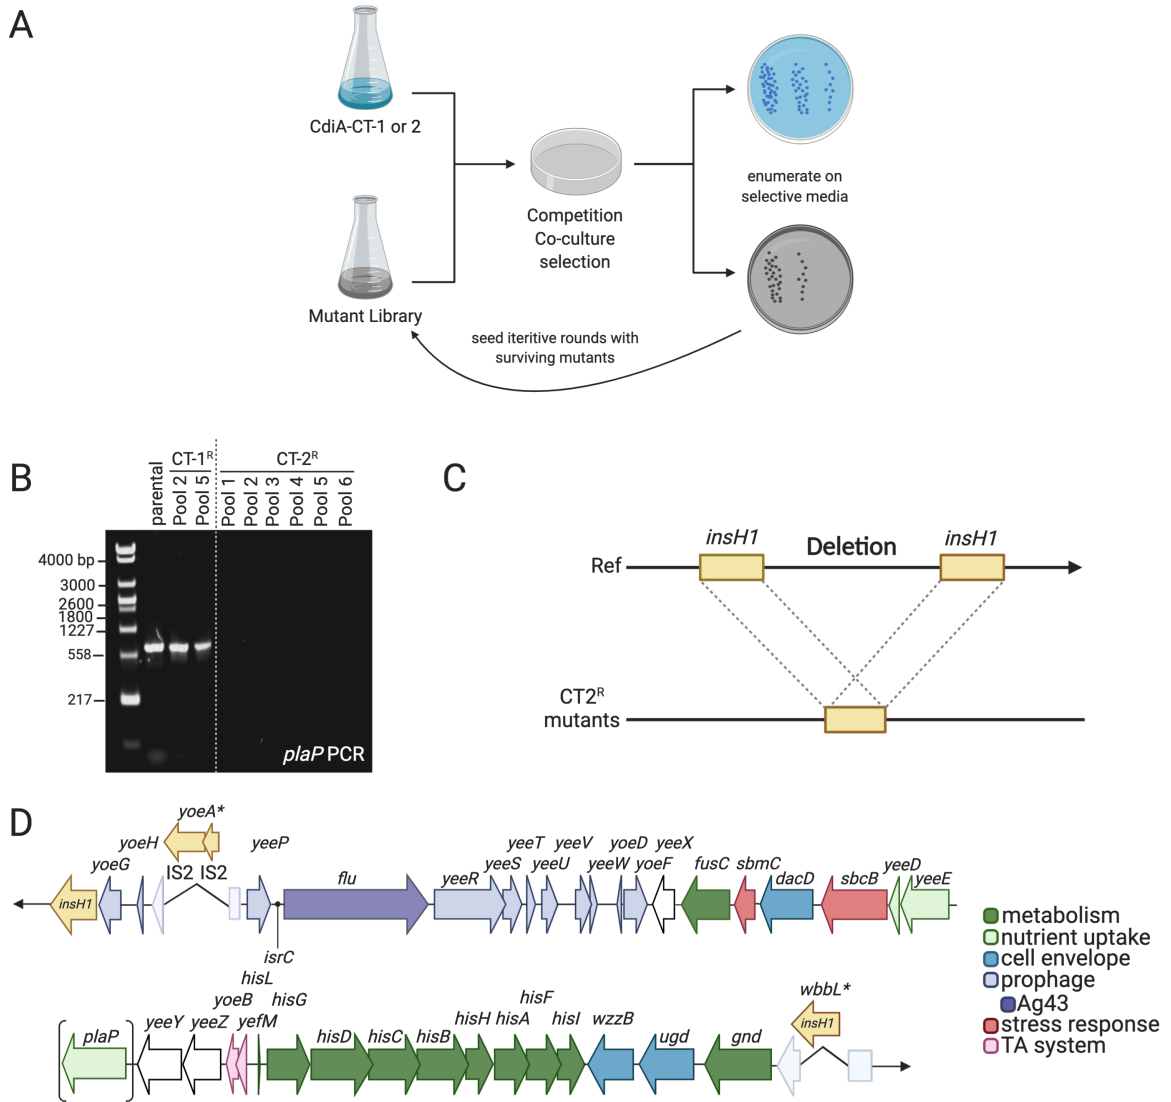 A
CdiA-CT-1 or 2
Mutant Library
Competition
Co-culture
selection
enumerate on
selective media
seed iteritive rounds with
surviving mutants
B
parental
CT-1R
Pool 2
Pool 5
CT-2R
Pool 1
Pool 2
Pool 3
Pool 4
Pool 5
Pool 6
4000 bp
3000
2600
1800
1227
558
217
plaP PCR
C
Ref
insH1
Deletion
insH1
CT2R
mutants
D
yoeA*
yoeH
yeeP
yeeT yeeV yoeD yeeX
yoeG
IS2 IS2
flu
yeeR
yeeS yeeU yeeW yoeF
fusC
sbmC
dacD
sbcB
yeeD
yeeE
insH1
isrC
hisL
yoeB
hisG
hisF
wbbL*
plaP
yeeY
yeeZ
yefM
hisD
hisC
hisB
hisH
hisA
hisI
wzzB
ugd
gnd
insH1
metabolism
nutrient uptake
cell envelope
prophage
Ag43
stress response
TA system